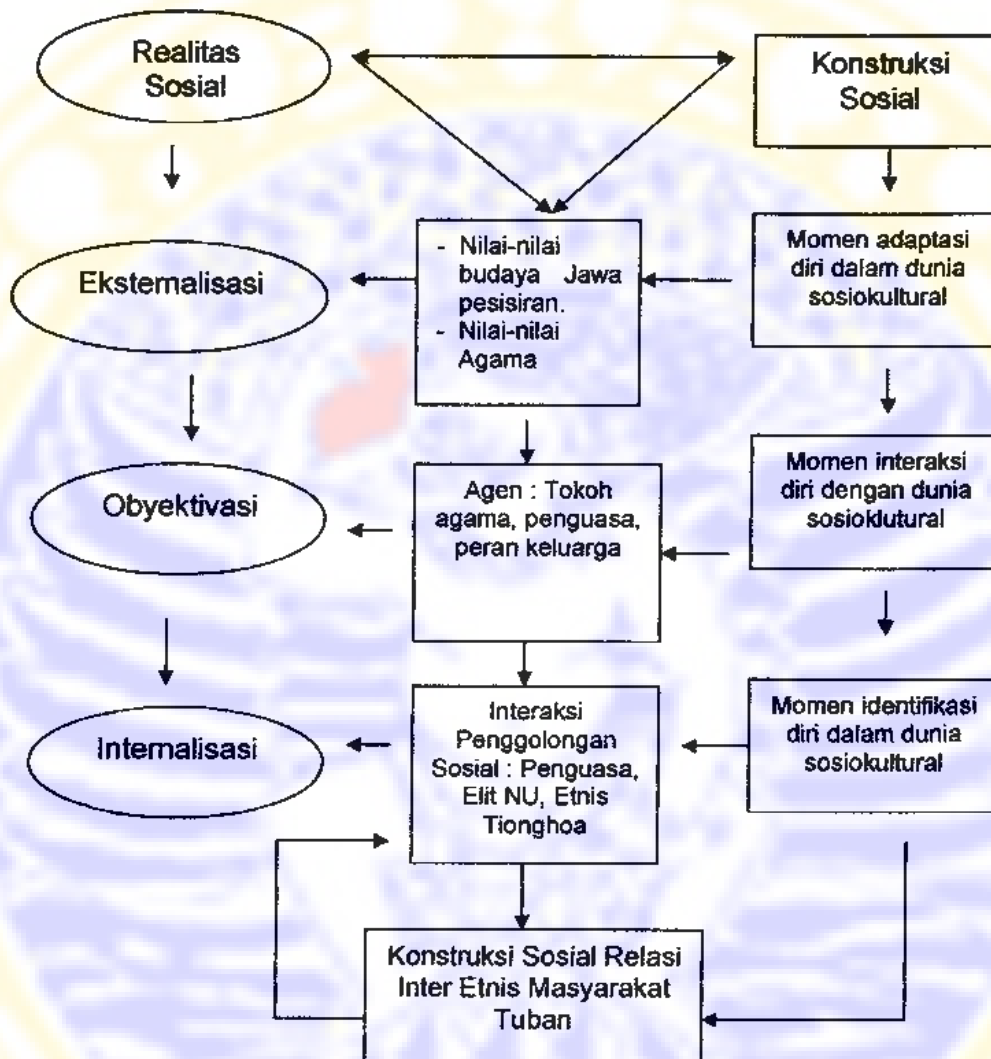 Realitas
Sosial
Konstruksi
Sosial
- Nilai-nilai
budaya Jawa
pesisiran.
- Nilai-nilai
Agama
Momen adaptasi
diri dalam dunia
sosiokultural
Eksternalisasi
Agen : Tokoh
agama, penguasa,
peran keluarga
Momen interaksi
diri dengan dunia
sosioklutural
Obyektivasi
Interaksi
Penggolongan
Sosial : Penguasa,
Elit NU, Etnis
Tionghoa
Momen identifikasi
diri dalam dunia
sosiokultural
Internalisasi
Konstruksi Sosial Relasi
Inter Etnis Masyarakat
Tuban